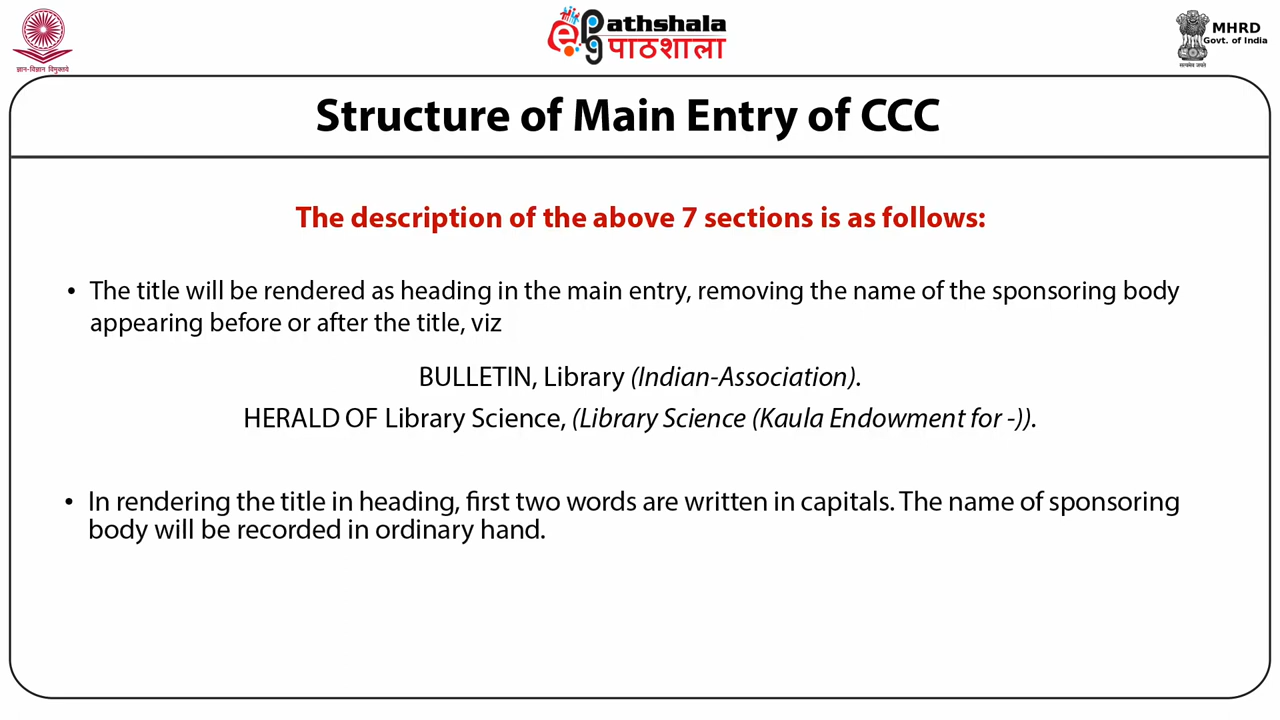 ज्ञान-विज्ञान विमुक्तये
ePathshala
पाठशाला
MHRD
Govt. of India
सत्यमेव जयते
Structure of Main Entry of CCC
The description of the above 7 sections is as follows:
• The title will be rendered as heading in the main entry, removing the name of the sponsoring body
appearing before or after the title, viz
BULLETIN, Library (Indian-Association).
HERALD OF Library Science, (Library Science (Kaula Endowment for -)).
• In rendering the title in heading, first two words are written in capitals. The name of sponsoring
body will be recorded in ordinary hand.